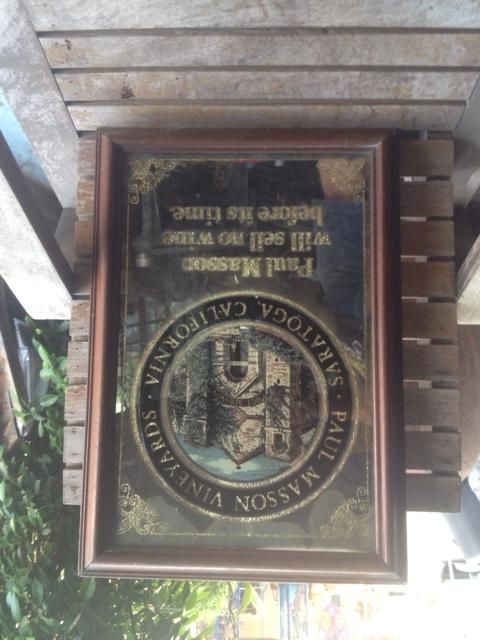 PAUL MASSON VINEYARDS · SARATOGA, CALIFORNIA ·
Paul Masson
will sell no wine
before its time.